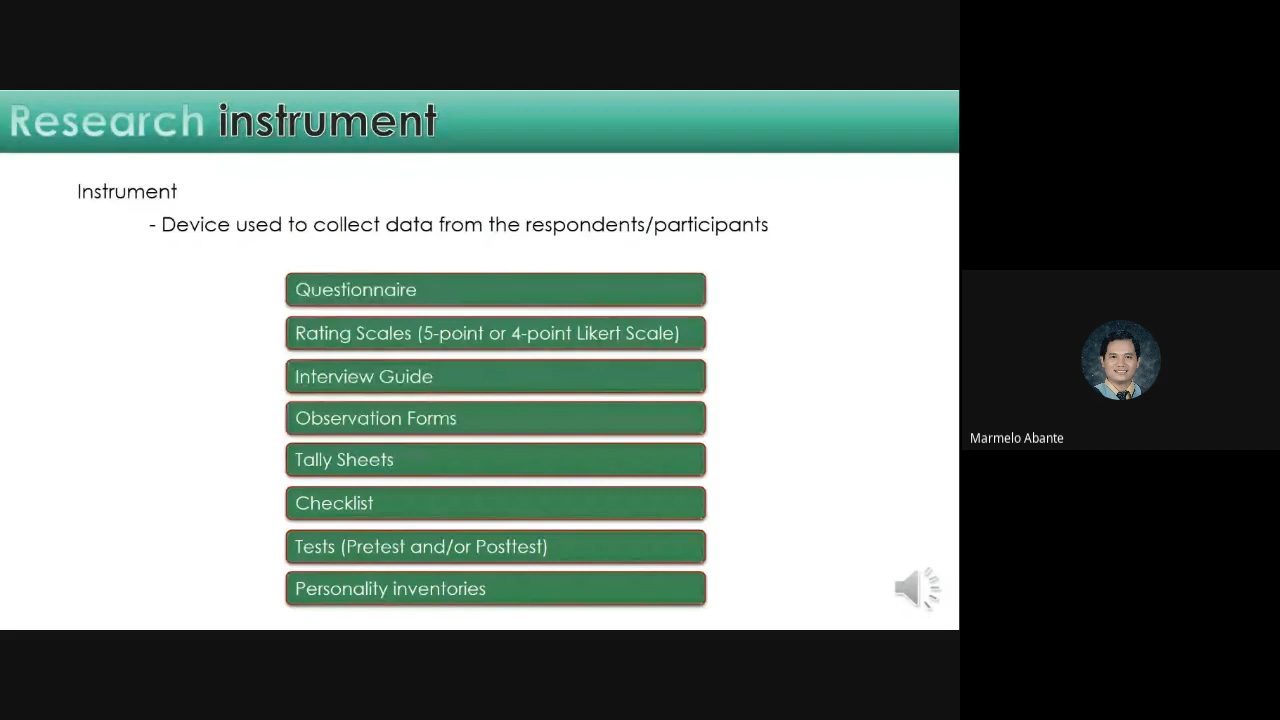 Research instrument
Instrument
- Device used to collect data from the respondents/participants
Questionnaire
Rating Scales (5-point or 4-point Likert Scale)
Interview Guide
Observation Forms
Tally Sheets
Checklist
Tests (Pretest and/or Posttest)
Personality inventories
Marmelo Abante